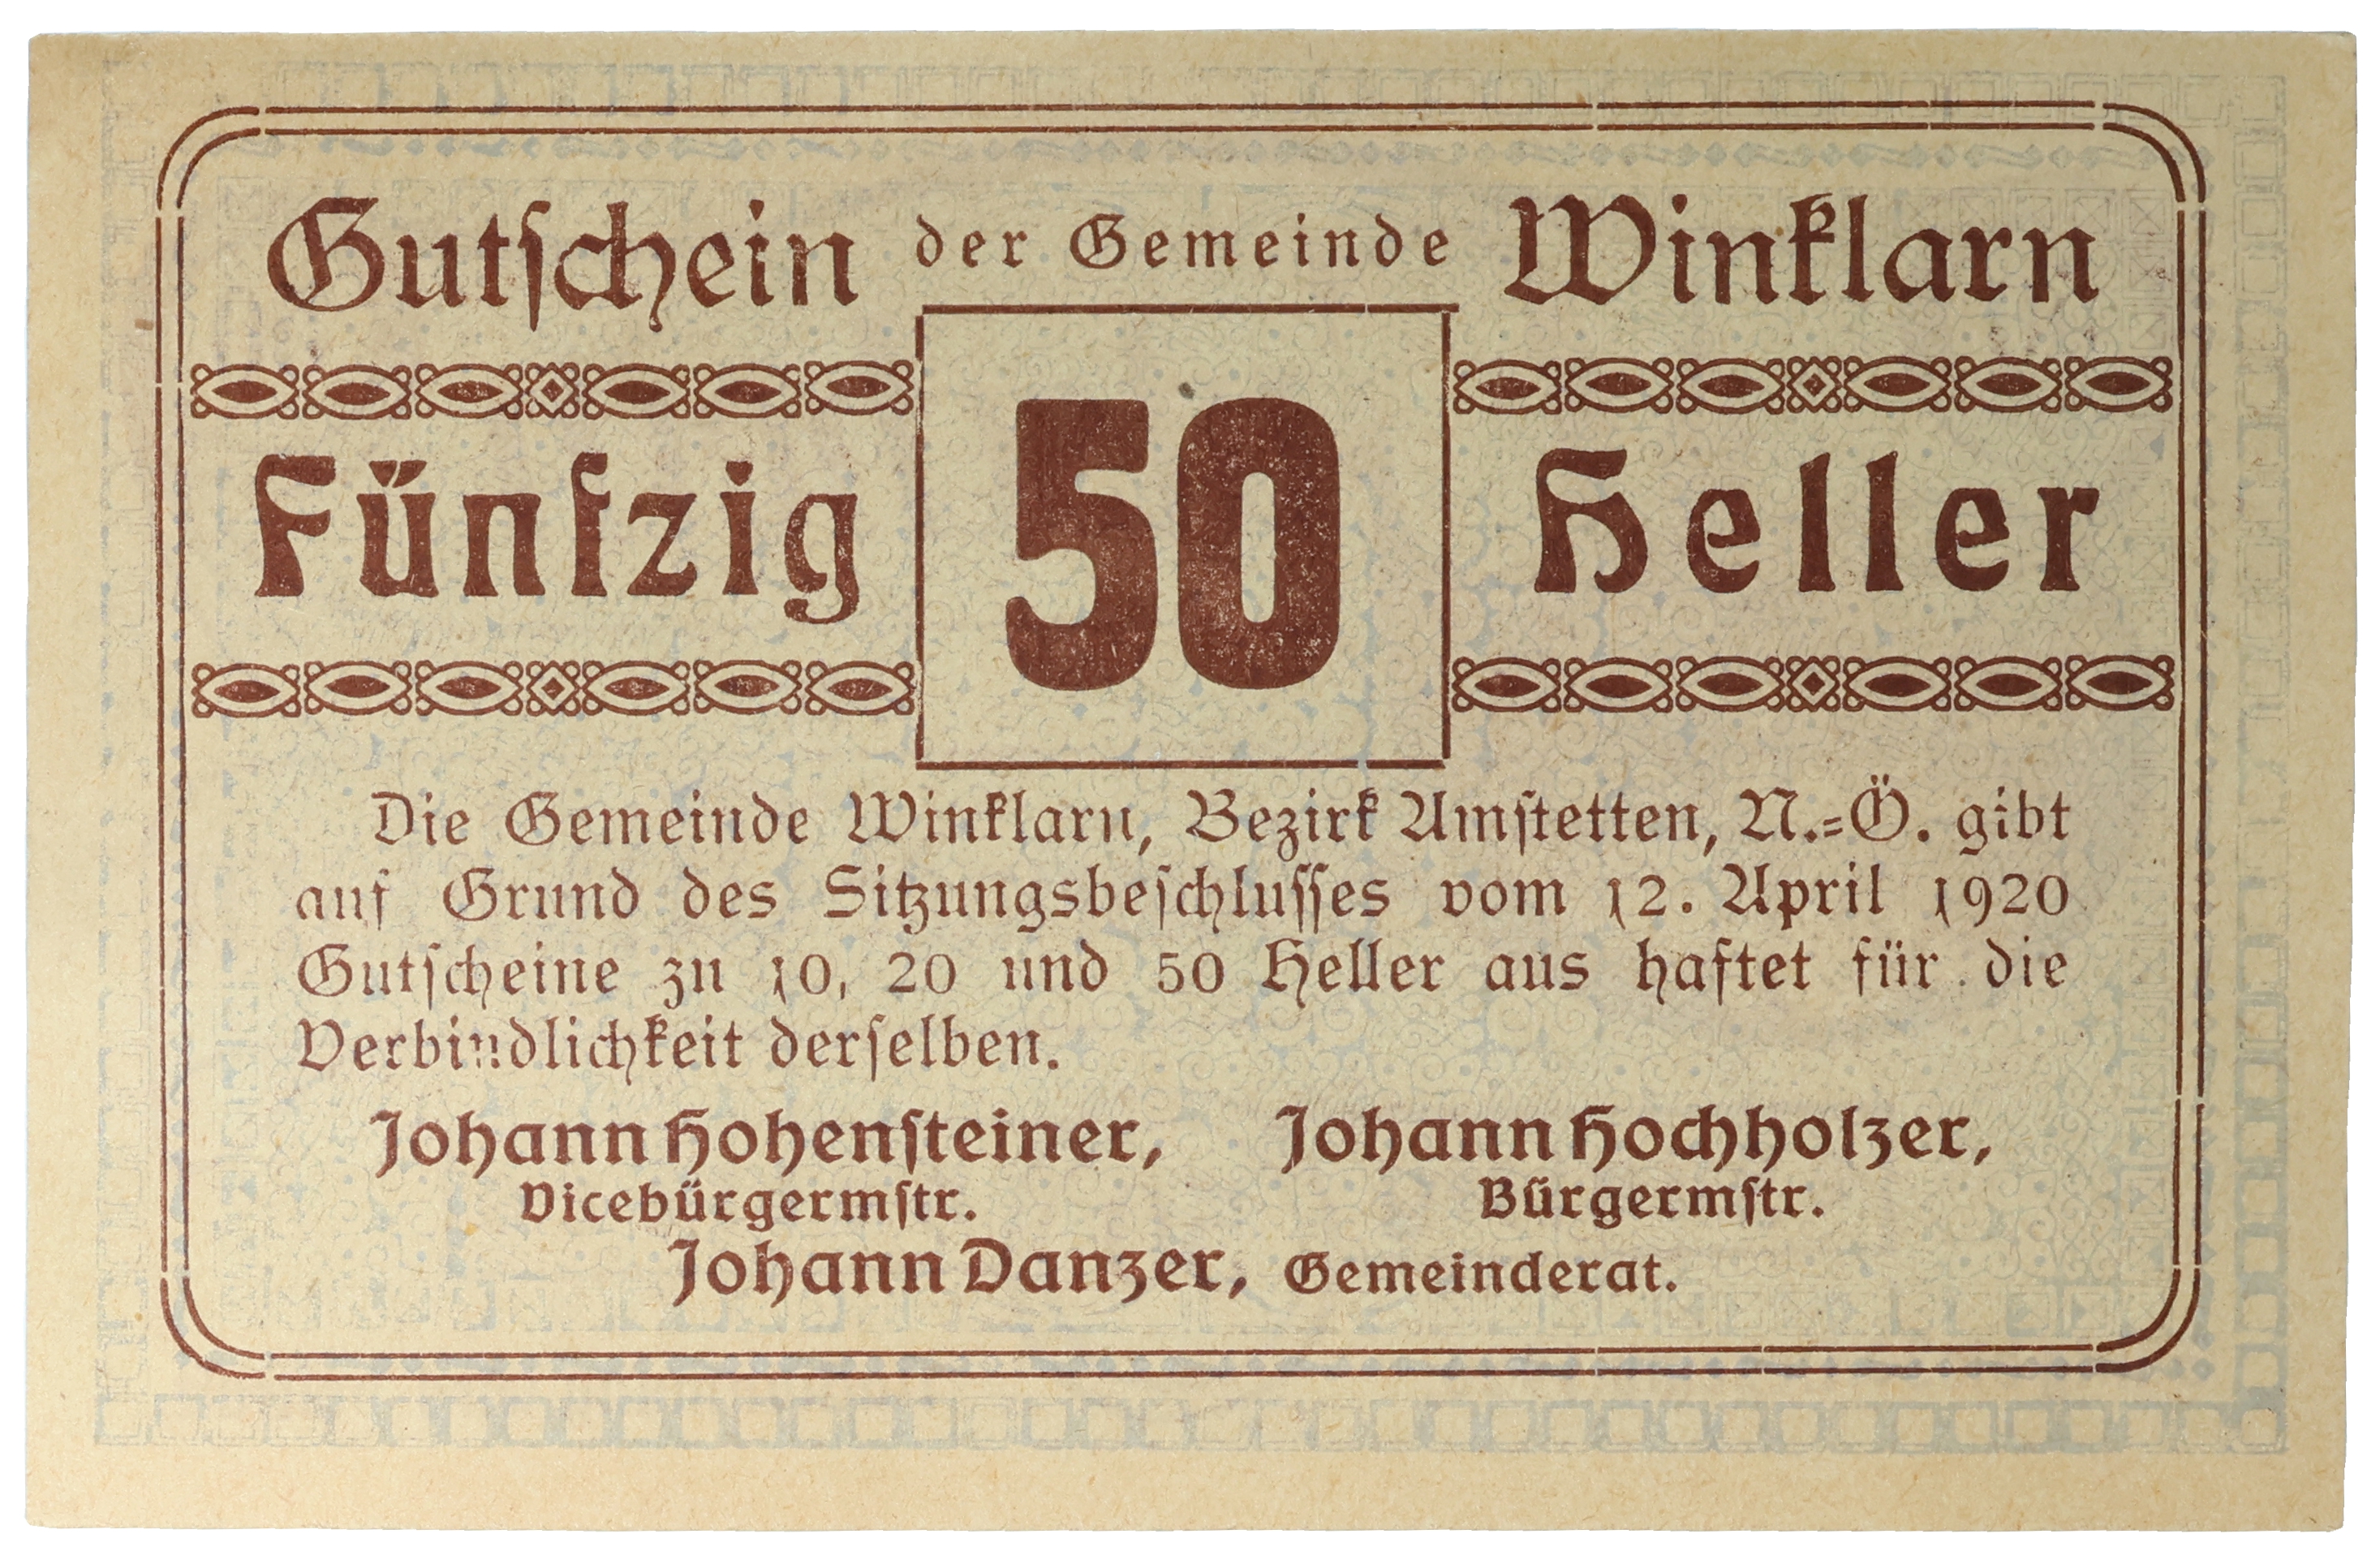 Gutschein der Gemeinde Winklarn
Fünfzig 50 Heller
Die Gemeinde Winklarn, Bezirk Amstetten, N.=Ö. gibt
auf Grund des Sitzungsbeschlusses vom 12. April 1920
Gutscheine zu 10, 20 und 50 Heller aus haftet für die
Verbindlichkeit derselben.
Johann Hohensteiner, Johann Hochholzer,
Vicebürgermstr. Bürgermstr.
Johann Danzer, Gemeinderat.